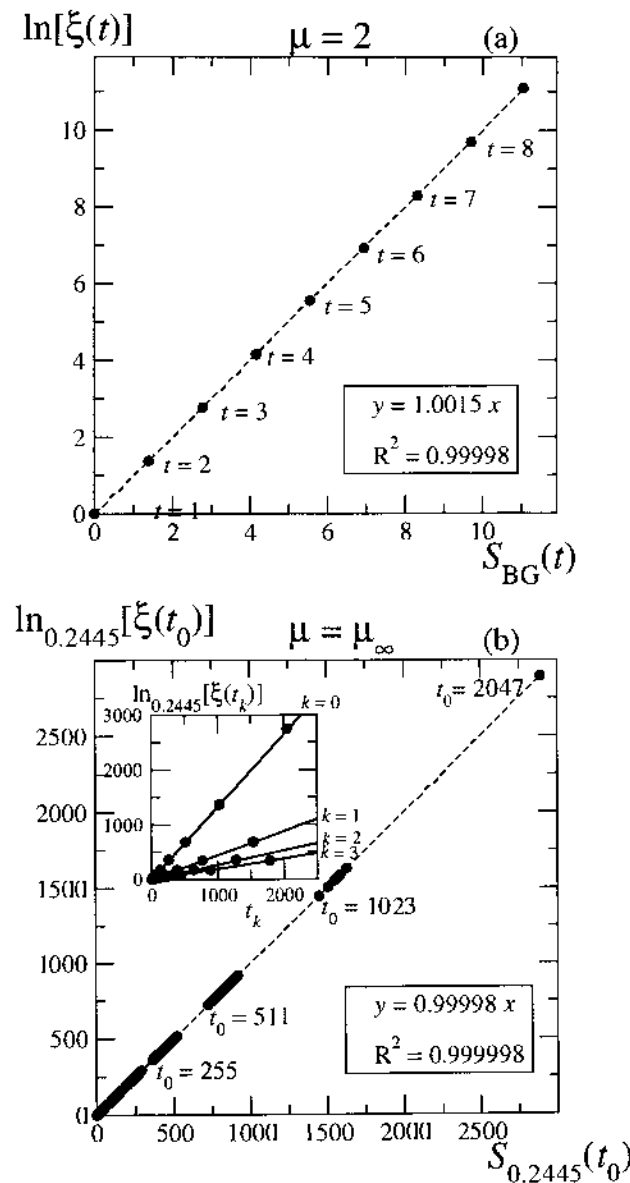 ln[ξ(t)]
μ = 2
(a)
10
8
6
4
2
0
t = 8
t = 7
t = 6
t = 5
t = 4
t = 3
t = 2
t = 1
y = 1.0015 x
R² = 0.99998
0 2 4 6 8 10
S_BG(t)
ln_0.2445[ξ(t_0)]
μ = μ_∞
(b)
t_0 = 2047
2500
2000
1500
1000
500
0
ln_0.2445[ξ(t_k)]
k = 0
3000
2000
1000
0
k = 1
k = 2
k = 3
0 1000 2000
t_k
t_0 = 1023
t_0 = 511
t_0 = 255
y = 0.99998 x
R² = 0.999998
0 500 1000 1500 2000 2500
S_0.2445(t_0)